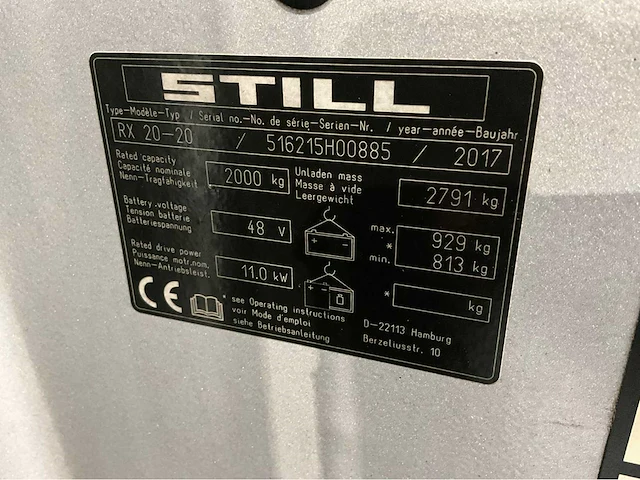 STILL
Type-Modèle-Typ / Serial no.-No. de série-Serien-Nr. / year-année-Baujahr
RX 20-20 / 516215H00885 / 2017
Rated capacity
Capacité nominale
Nenn-Tragfähigkeit
2000 kg
Unladen mass
Masse à vide
Leergewicht
2791 kg
Battery voltage
Tension batterie
Batteriespannung
48 V
max. 929 kg
*
min. 813 kg
Rated drive power
Puissance motr.nom.
Nenn-Antriebsleist.
11.0 kW
* kg
CE
* see Operating instructions
voir Mode d'emploi
siehe Betriebsanleitung
D-22113 Hamburg
Berzeliusstr. 10